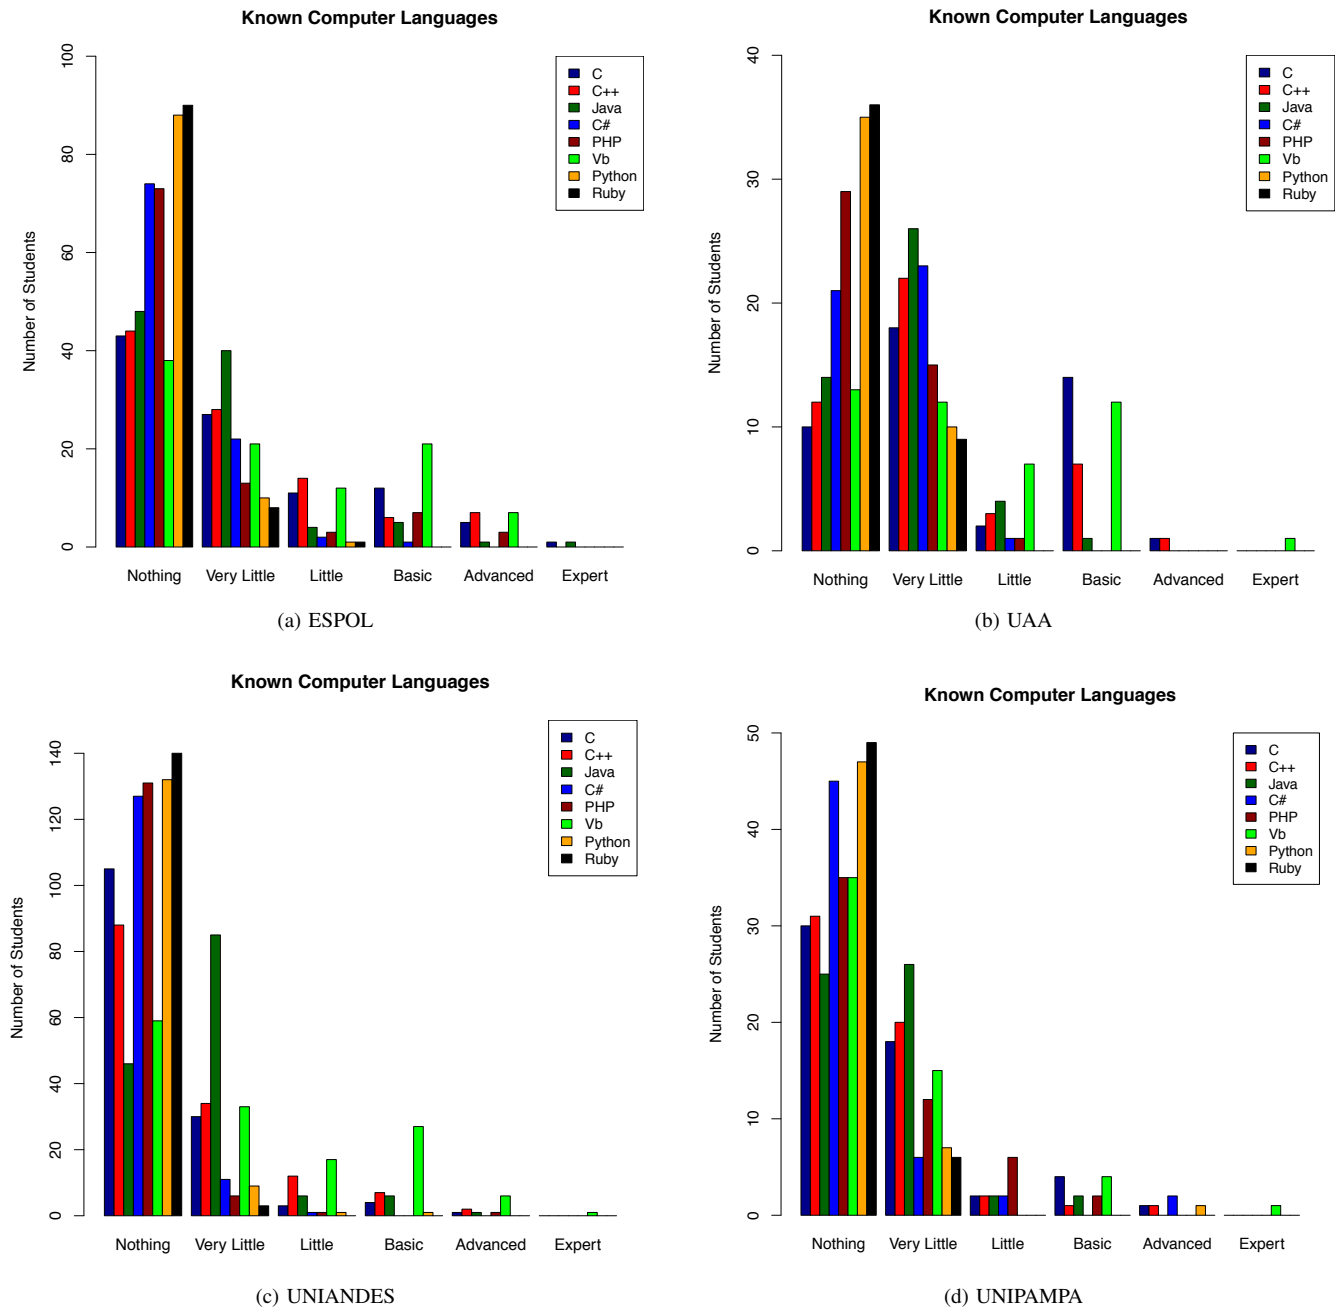 Known Computer Languages
100
80
60
40
20
0
Number of Students
C
C++
Java
C#
PHP
Vb
Python
Ruby
Nothing Very Little Little Basic Advanced Expert
(a) ESPOL
Known Computer Languages
40
30
20
10
0
Number of Students
C
C++
Java
C#
PHP
Vb
Python
Ruby
Nothing Very Little Little Basic Advanced Expert
(b) UAA
Known Computer Languages
140
120
100
80
60
40
20
0
Number of Students
C
C++
Java
C#
PHP
Vb
Python
Ruby
Nothing Very Little Little Basic Advanced Expert
(c) UNIANDES
Known Computer Languages
50
40
30
20
10
0
Number of Students
C
C++
Java
C#
PHP
Vb
Python
Ruby
Nothing Very Little Little Basic Advanced Expert
(d) UNIPAMPA